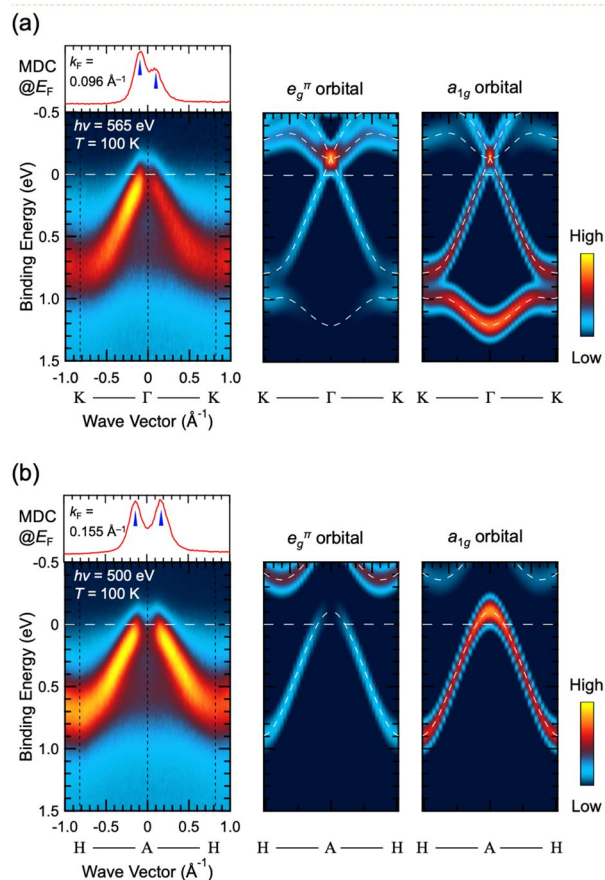 (a)
MDC
@EF
kF =
0.096 Å⁻¹
eg^π orbital
a1g orbital
-0.5
0
0.5
1.0
1.5
Binding Energy (eV)
hν = 565 eV
T = 100 K
High
Low
-1.0 -0.5 0 0.5 1.0
K Γ K
K Γ K
K Γ K
Wave Vector (Å⁻¹)
(b)
MDC
@EF
kF =
0.155 Å⁻¹
eg^π orbital
a1g orbital
-0.5
0
0.5
1.0
1.5
Binding Energy (eV)
hν = 500 eV
T = 100 K
High
Low
-1.0 -0.5 0 0.5 1.0
H A H
H A H
H A H
Wave Vector (Å⁻¹)